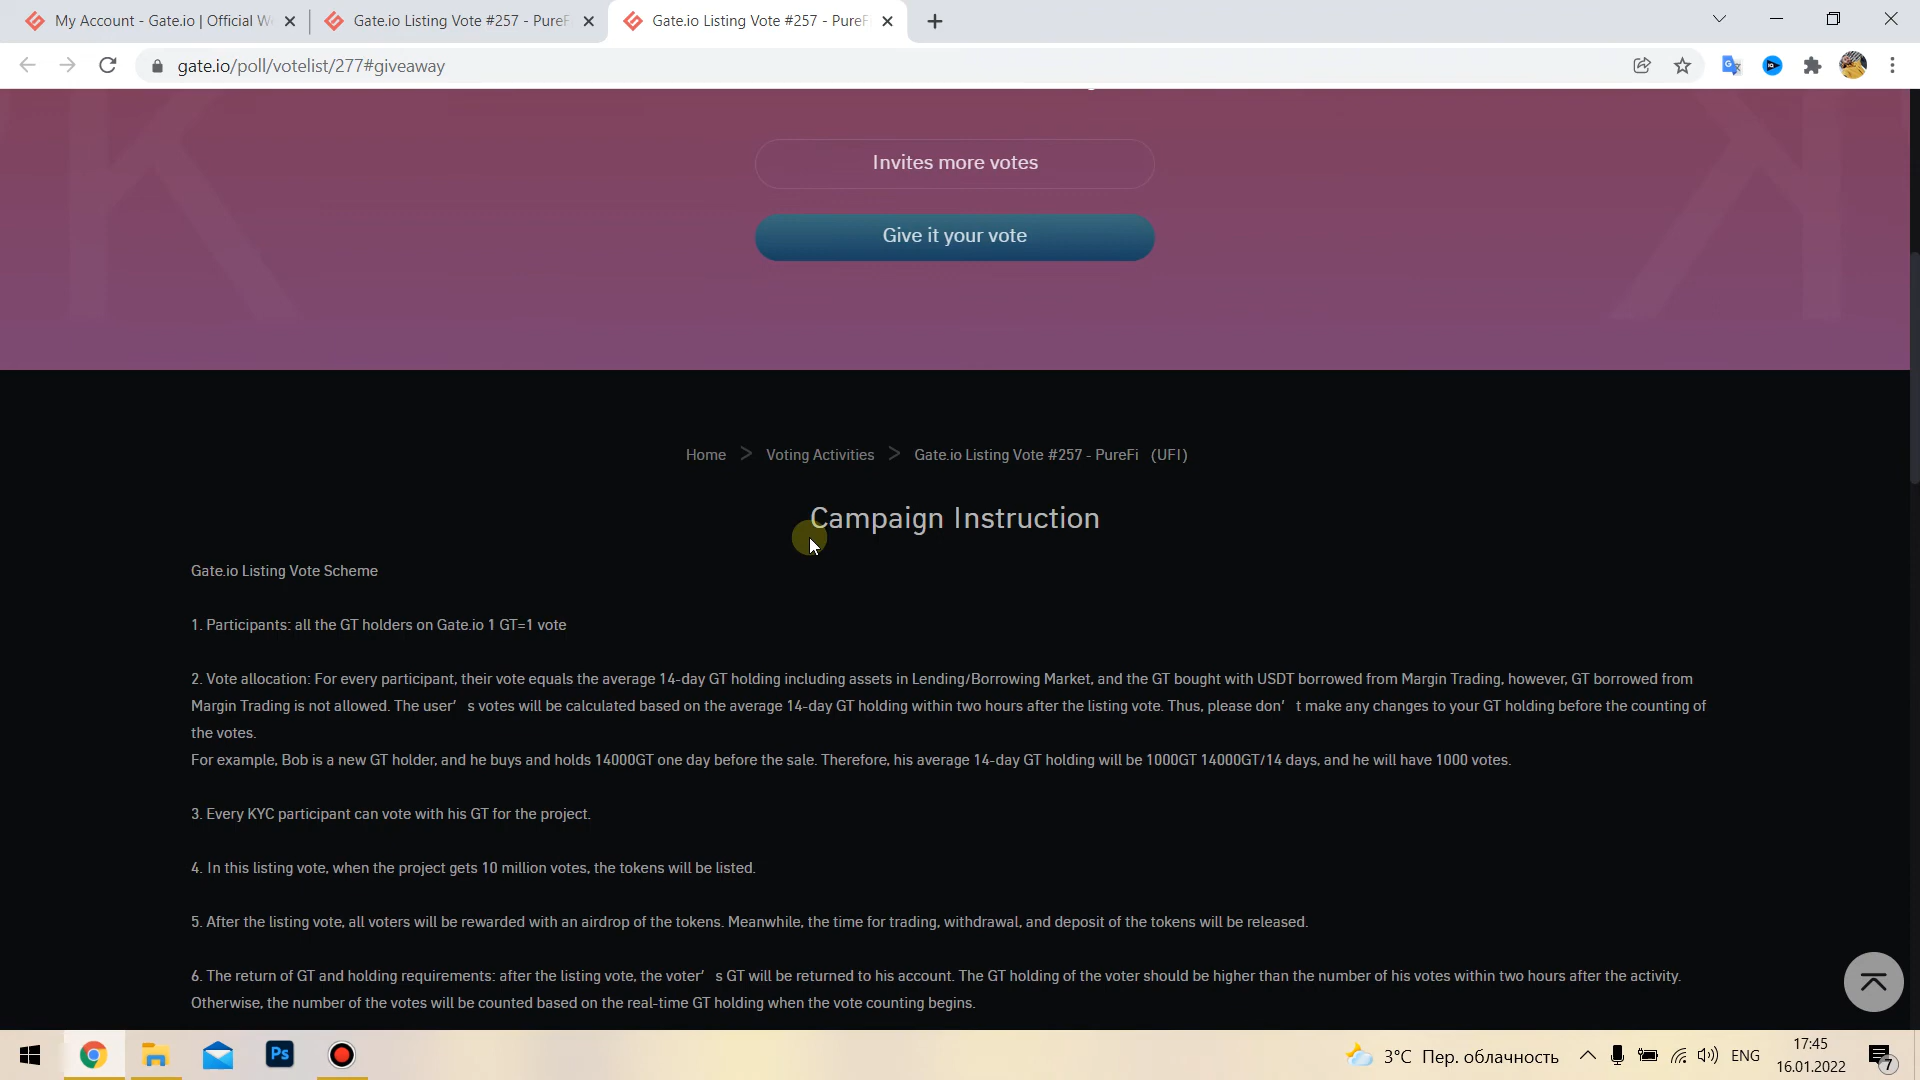 My Account - Gate.io | Official W
Gate.io Listing Vote #257 - PureF
Gate.io Listing Vote #257 - PureF
gate.io/poll/votelist/277#giveaway
Invites more votes
Give it your vote
Home > Voting Activities > Gate.io Listing Vote #257 - PureFi (UFI)
Campaign Instruction
Gate.io Listing Vote Scheme
1. Participants: all the GT holders on Gate.io 1 GT=1 vote
2. Vote allocation: For every participant, their vote equals the average 14-day GT holding including assets in Lending/Borrowing Market, and the GT bought with USDT borrowed from Margin Trading, however, GT borrowed from
Margin Trading is not allowed. The user’ s votes will be calculated based on the average 14-day GT holding within two hours after the listing vote. Thus, please don’ t make any changes to your GT holding before the counting of
the votes.
For example, Bob is a new GT holder, and he buys and holds 14000GT one day before the sale. Therefore, his average 14-day GT holding will be 1000GT 14000GT/14 days, and he will have 1000 votes.
3. Every KYC participant can vote with his GT for the project.
4. In this listing vote, when the project gets 10 million votes, the tokens will be listed.
5. After the listing vote, all voters will be rewarded with an airdrop of the tokens. Meanwhile, the time for trading, withdrawal, and deposit of the tokens will be released.
6. The return of GT and holding requirements: after the listing vote, the voter’ s GT will be returned to his account. The GT holding of the voter should be higher than the number of his votes within two hours after the activity.
Otherwise, the number of the votes will be counted based on the real-time GT holding when the vote counting begins.
Ps
3°C Пер. облачность
ENG
17:45
16.01.2022
7